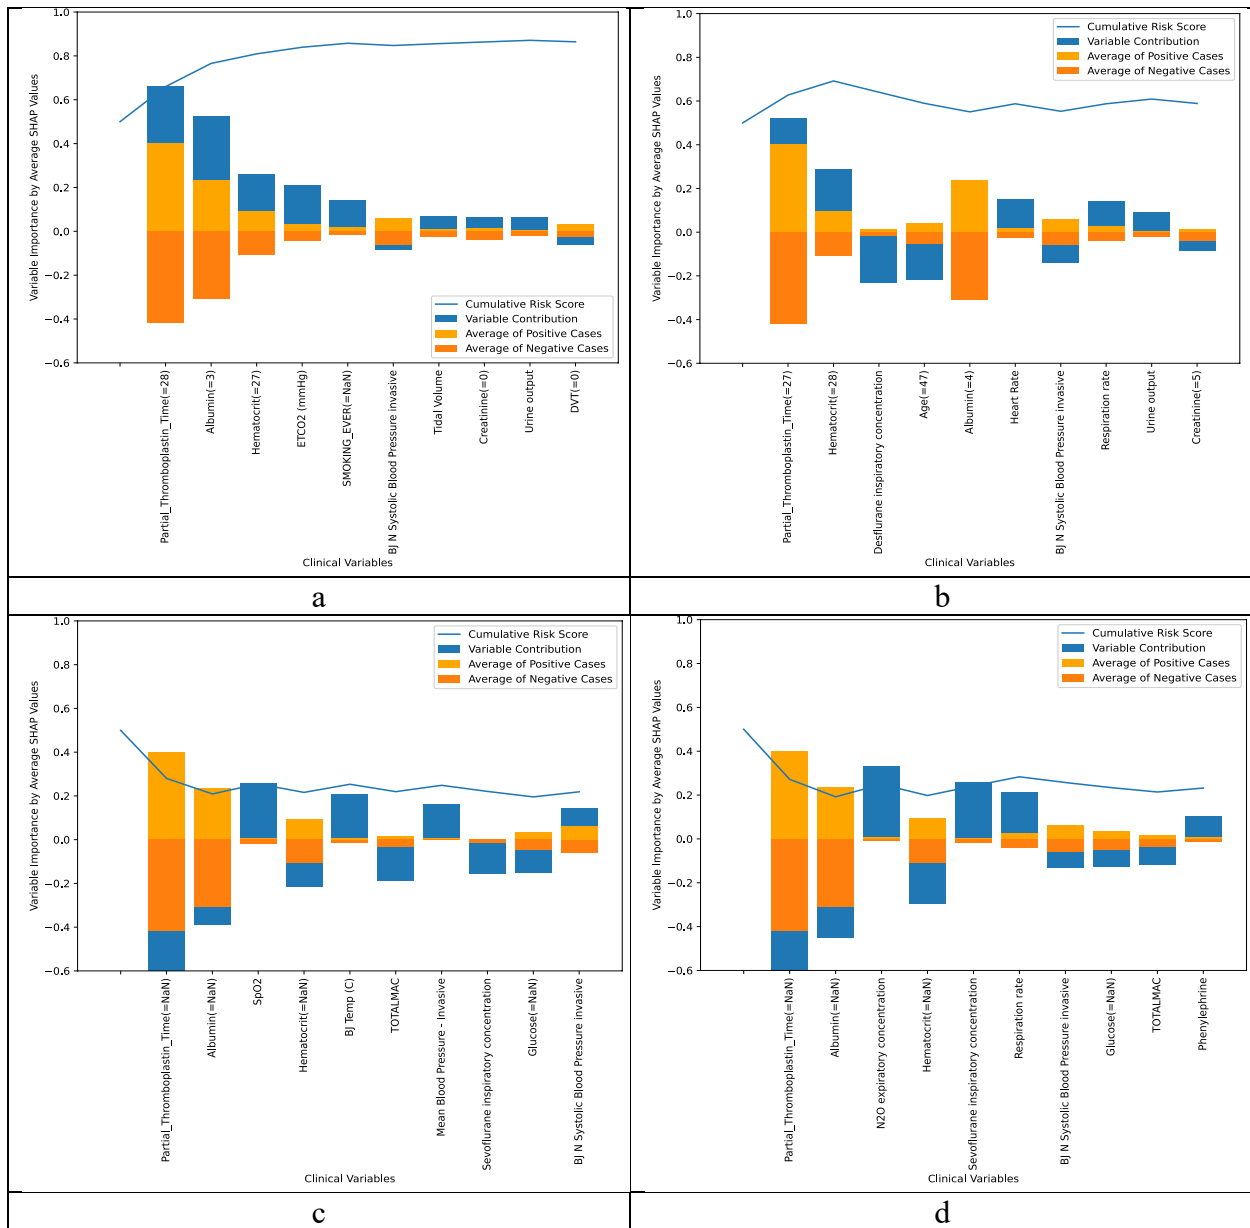 1.0
0.8
0.6
0.4
0.2
0.0
−0.2
−0.4
−0.6
Variable Importance by Average SHAP Values
Cumulative Risk Score
Variable Contribution
Average of Positive Cases
Average of Negative Cases
Partial_Thromboplastin_Time(=28)
Albumin(=3)
Hematocrit(=27)
ETCO2 (mmHg)
SMOKING_EVER(=NaN)
BJ N Systolic Blood Pressure invasive
Tidal Volume
Creatinine(=0)
Urine output
DVT(=0)
Clinical Variables
a
1.0
0.8
0.6
0.4
0.2
0.0
−0.2
−0.4
−0.6
Variable Importance by Average SHAP Values
Cumulative Risk Score
Variable Contribution
Average of Positive Cases
Average of Negative Cases
Partial_Thromboplastin_Time(=27)
Hematocrit(=28)
Desflurane inspiratory concentration
Age(=47)
Albumin(=4)
Heart Rate
BJ N Systolic Blood Pressure invasive
Respiration rate
Urine output
Creatinine(=5)
Clinical Variables
b
1.0
0.8
0.6
0.4
0.2
0.0
−0.2
−0.4
−0.6
Variable Importance by Average SHAP Values
Cumulative Risk Score
Variable Contribution
Average of Positive Cases
Average of Negative Cases
Partial_Thromboplastin_Time(=NaN)
Albumin(=NaN)
SpO2
Hematocrit(=NaN)
BJ Temp (C)
TOTALMAC
Mean Blood Pressure - Invasive
Sevoflurane inspiratory concentration
Glucose(=NaN)
BJ N Systolic Blood Pressure invasive
Clinical Variables
c
1.0
0.8
0.6
0.4
0.2
0.0
−0.2
−0.4
−0.6
Variable Importance by Average SHAP Values
Cumulative Risk Score
Variable Contribution
Average of Positive Cases
Average of Negative Cases
Partial_Thromboplastin_Time(=NaN)
Albumin(=NaN)
N2O expiratory concentration
Hematocrit(=NaN)
Sevoflurane inspiratory concentration
Respiration rate
BJ N Systolic Blood Pressure invasive
Glucose(=NaN)
TOTALMAC
Phenylephrine
Clinical Variables
d